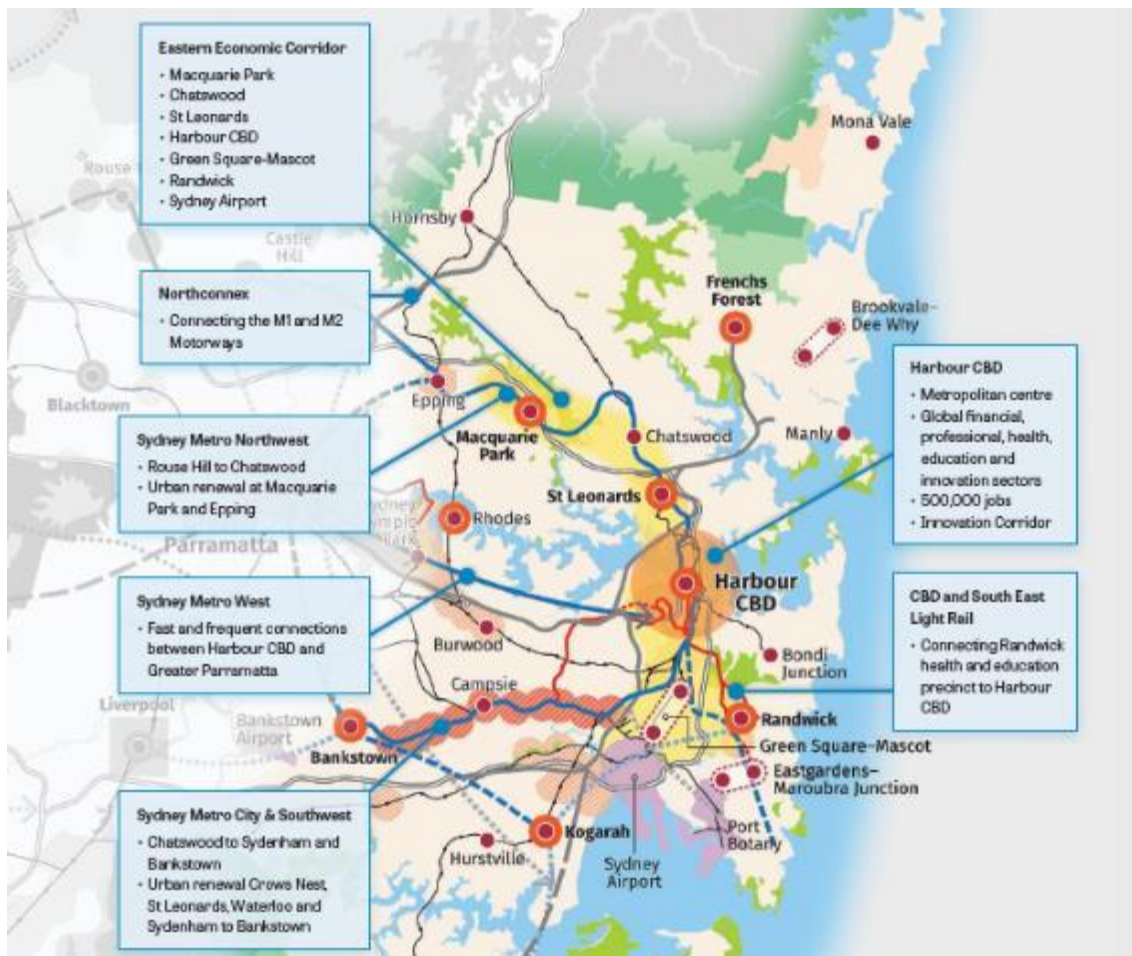 Eastern Economic Corridor
• Macquarie Park
• Chatswood
• St Leonards
• Harbour CBD
• Green Square-Mascot
• Randwick
• Sydney Airport
Northconnex
• Connecting the M1 and M2
Motorways
Sydney Metro Northwest
• Rouse Hill to Chatswood
• Urban renewal at Macquarie
Park and Epping
Sydney Metro West
• Fast and frequent connections
between Harbour CBD and
Greater Parramatta
Sydney Metro City & Southwest
• Chatswood to Sydenham and
Bankstown
• Urban renewal Crows Nest,
St Leonards, Waterloo and
Sydenham to Bankstown
Harbour CBD
• Metropolitan centre
• Global financial,
professional, health,
education and
innovation sectors
• 500,000 jobs
• Innovation Corridor
CBD and South East
Light Rail
• Connecting Randwick
health and education
precinct to Harbour
CBD
Mona Vale
Hornsby
Rouse
Castle
Hill
Frenchs
Forest
Brookvale-
Dee Why
Blacktown
Epping
Macquarie
Park
Chatswood
Manly
St Leonards
Rhodes
Parramatta
Harbour
CBD
Burwood
Bondi
Junction
Campsie
Liverpool
Bankstown
Airport
Bankstown
Randwick
Green Square-Mascot
Eastgardens-
Maroubra Junction
Kogarah
Hurstville
Port
Botany
Sydney
Airport